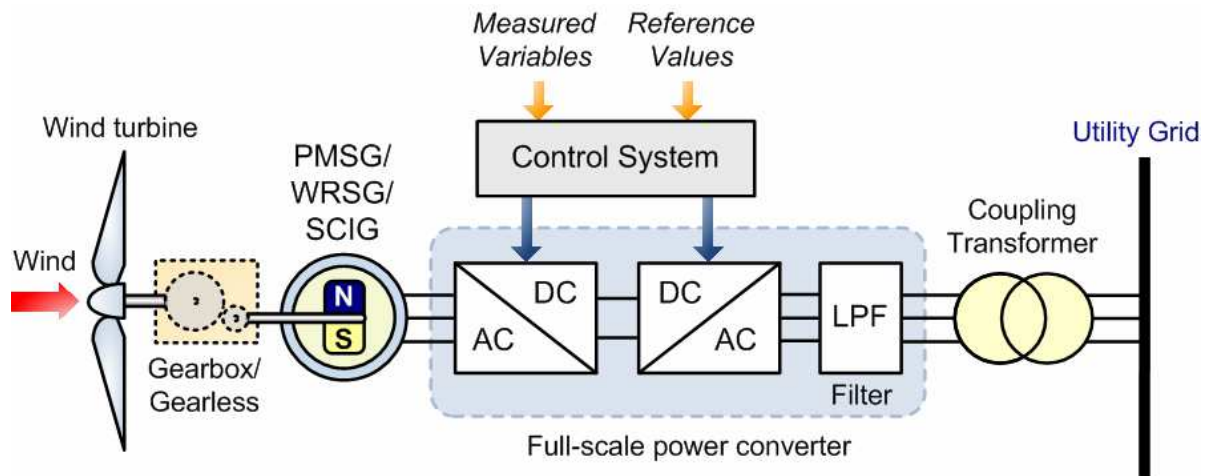 Measured
Variables
Reference
Values
Wind turbine
Control System
Utility Grid
PMSG/
WRSG/
SCIG
Coupling
Transformer
Wind
N
S
DC
AC
DC
AC
LPF
Gearbox/
Gearless
Filter
Full-scale power converter